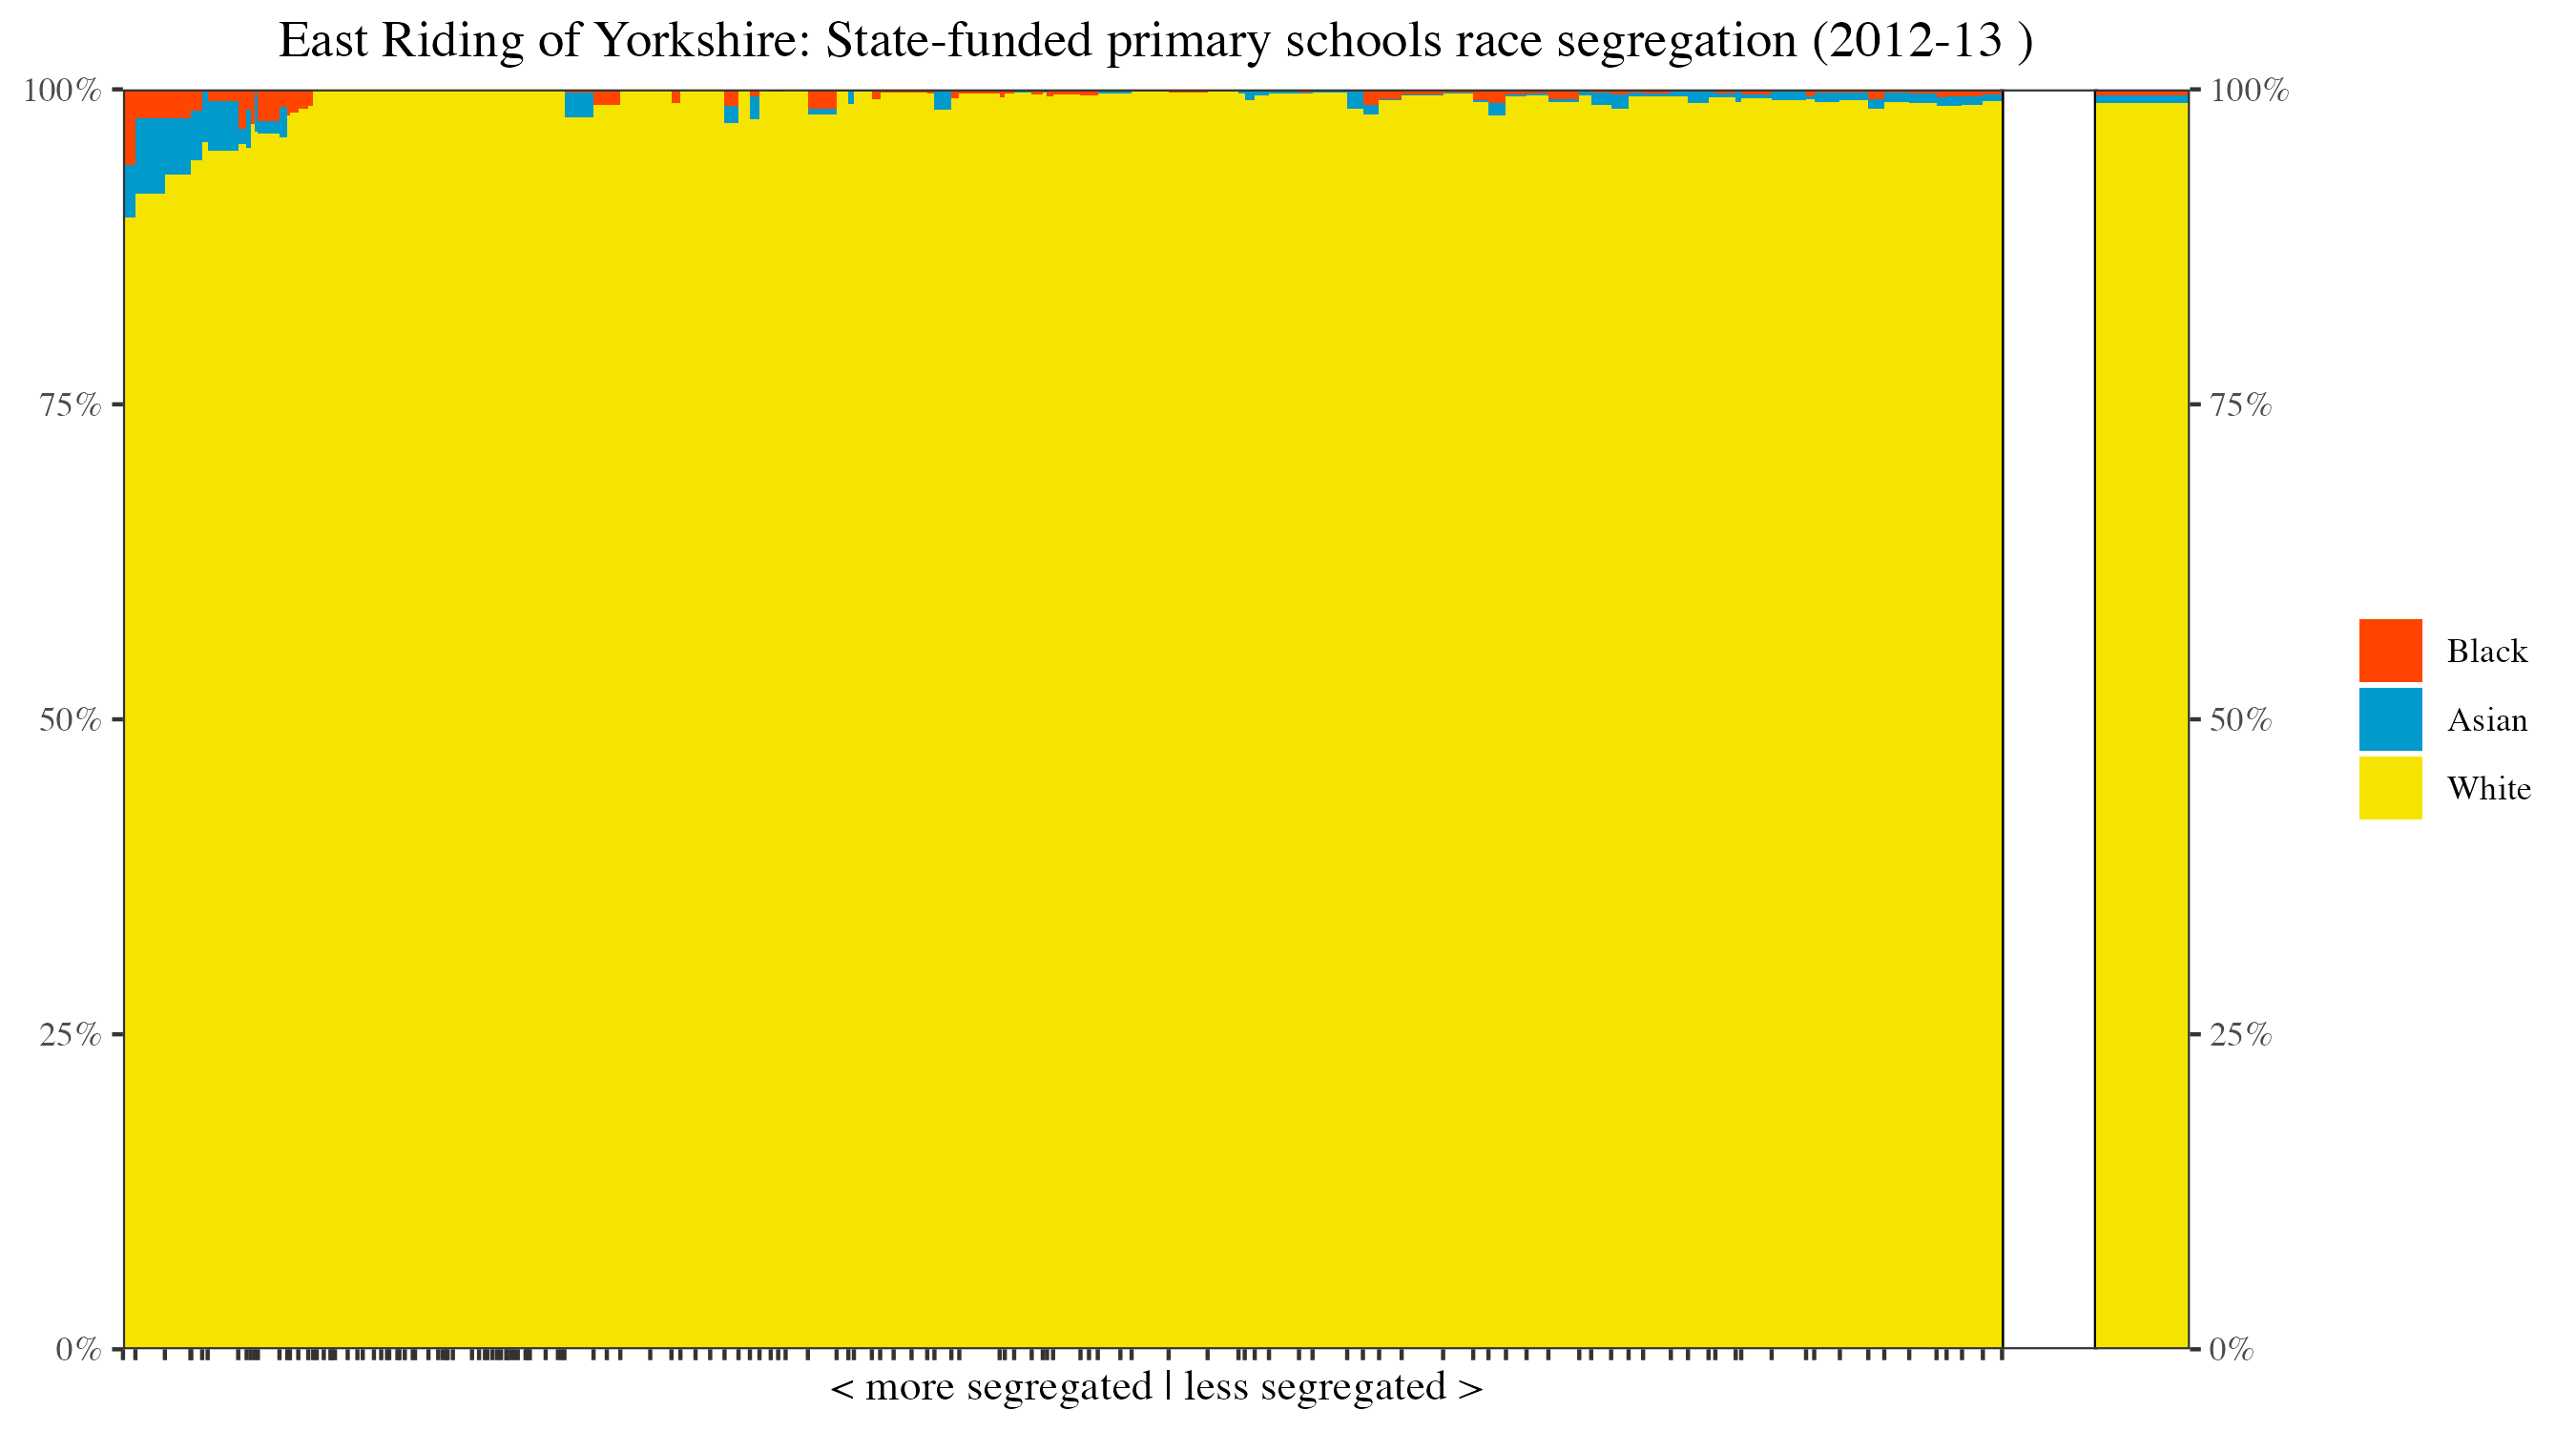 East Riding of Yorkshire: State-funded primary schools race segregation (2012-13 )
100%
75%
50%
25%
0%
100%
75%
50%
25%
0%
Black
Asian
White
< more segregated | less segregated >